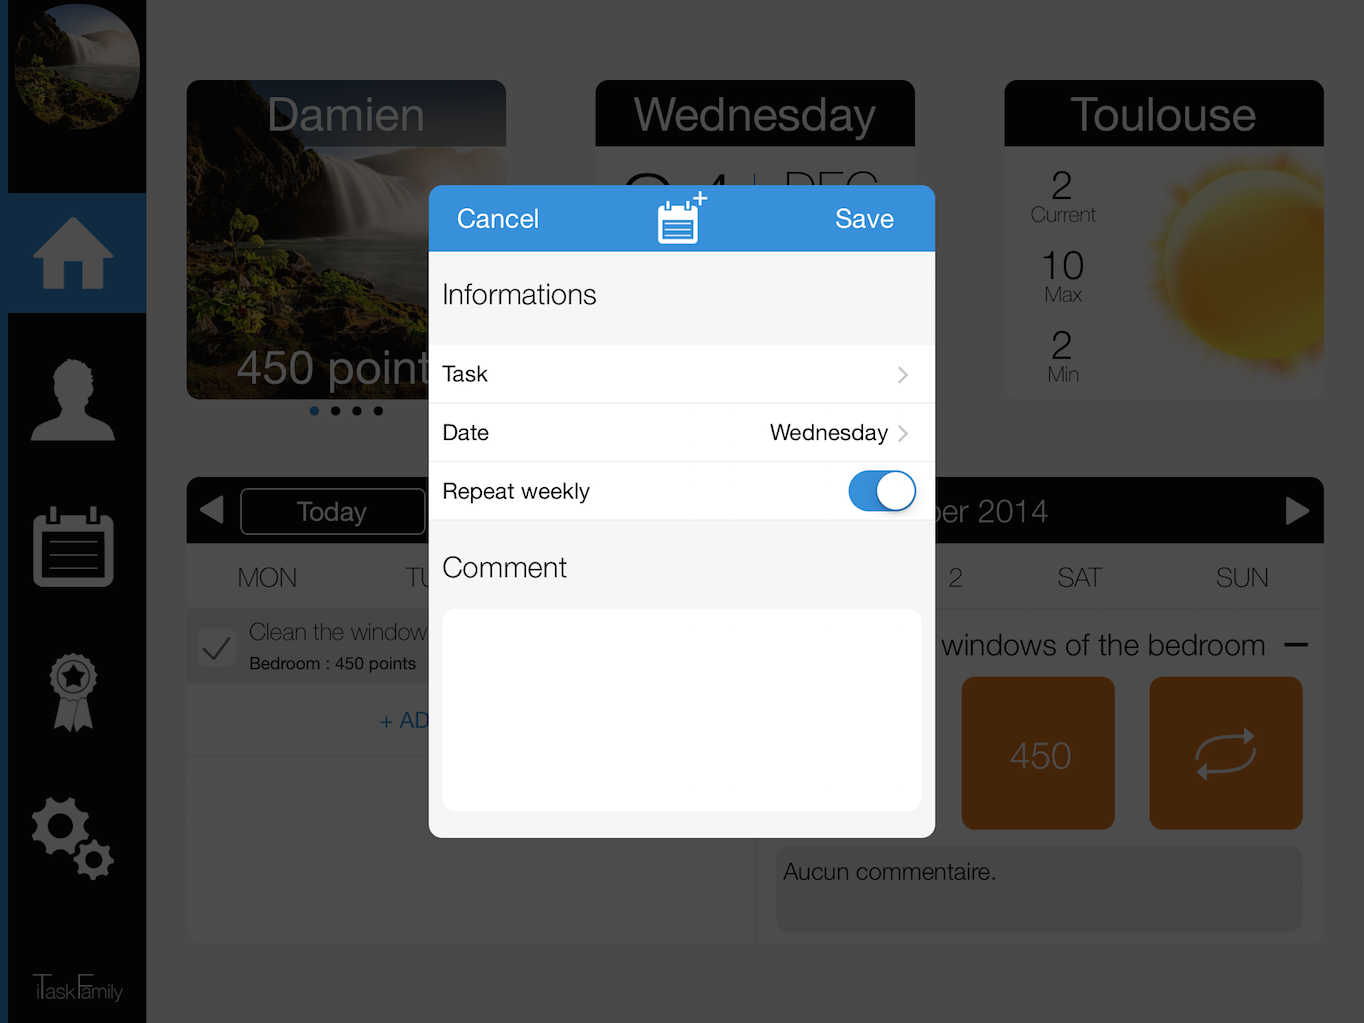 Damien
450 point
Wednesday
DEC
Toulouse
2
Current
10
Max
2
Min
Cancel
Save
Informations
Task
Date
Wednesday
Repeat weekly
Comment
Today
ber 2014
MON
TU
2
SAT
SUN
Clean the window
Bedroom : 450 points
+ AD
windows of the bedroom
450
Aucun commentaire.
iTaskFamily